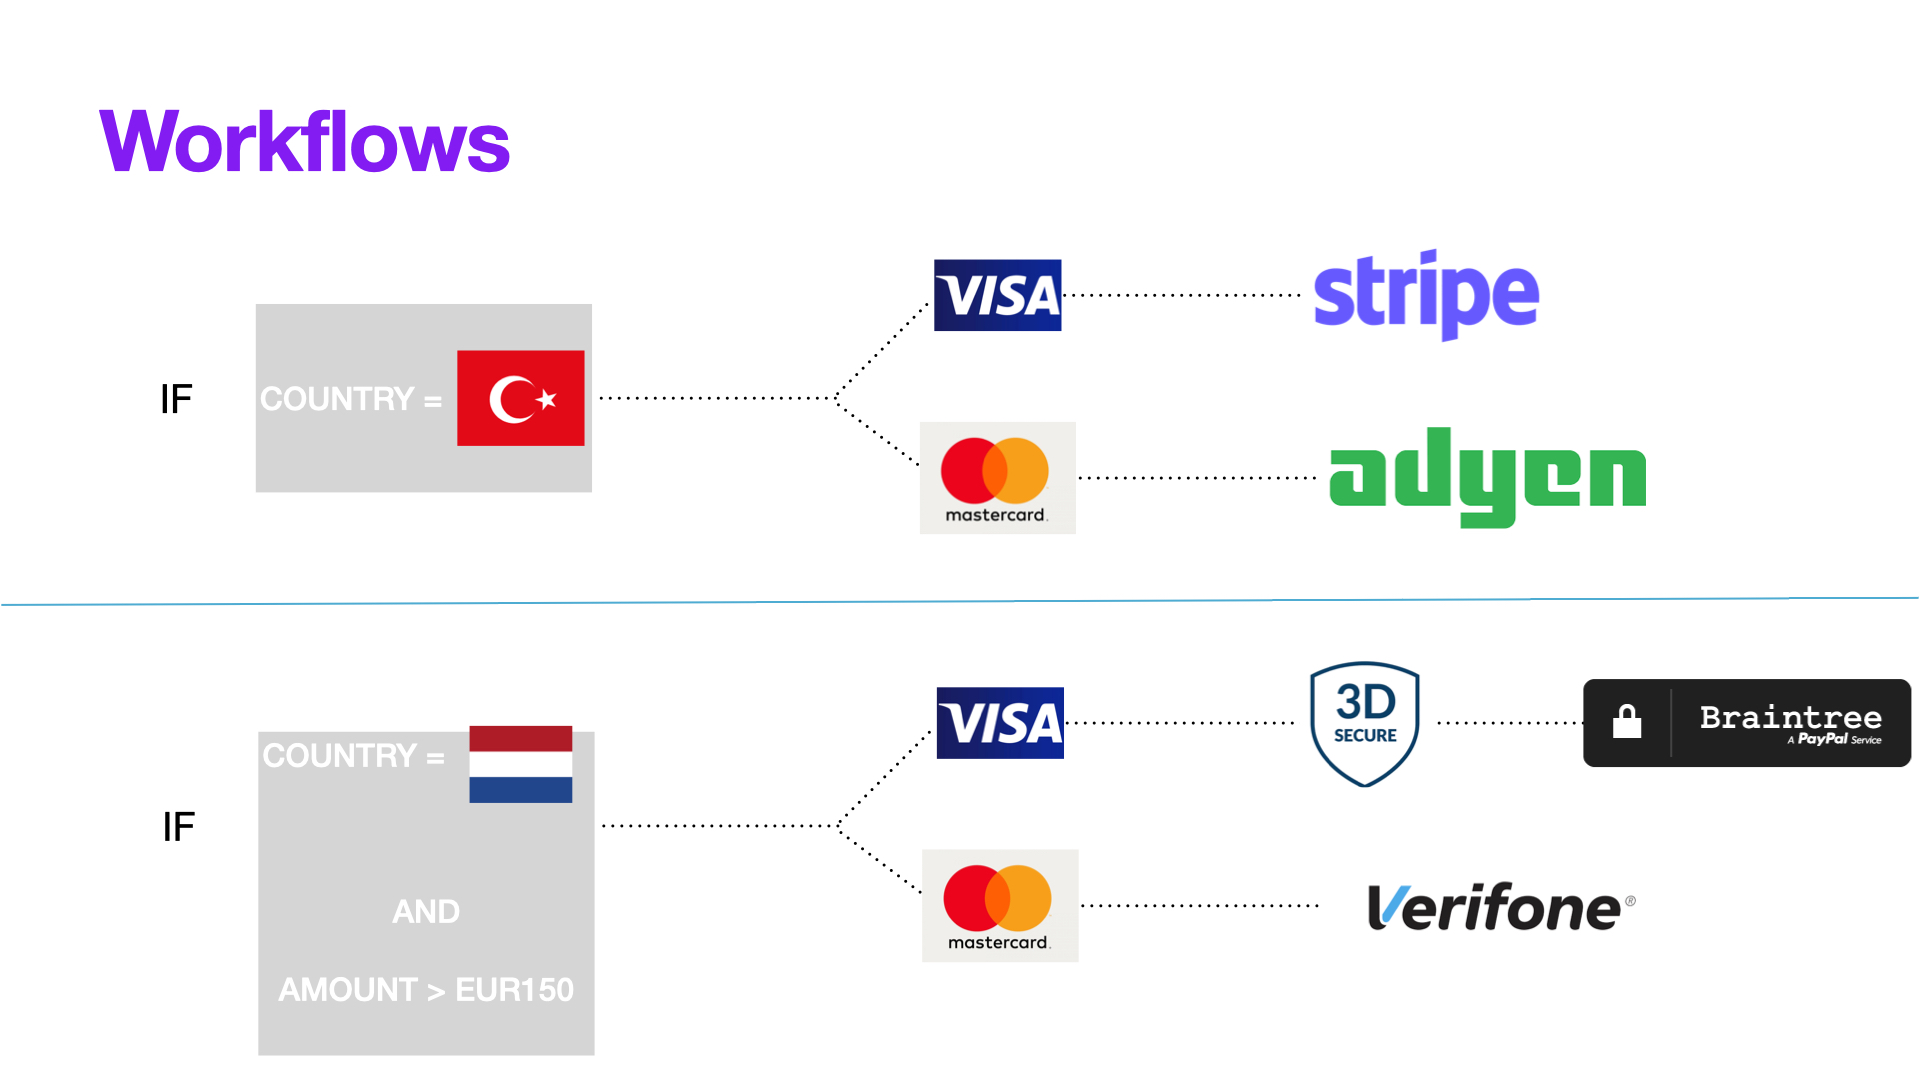 Workflows
IF
COUNTRY =
VISA
stripe
mastercard.
adyen
IF
COUNTRY =
AND
AMOUNT > EUR150
VISA
3D
SECURE
Braintree
A PayPal Service
mastercard.
Verifone®